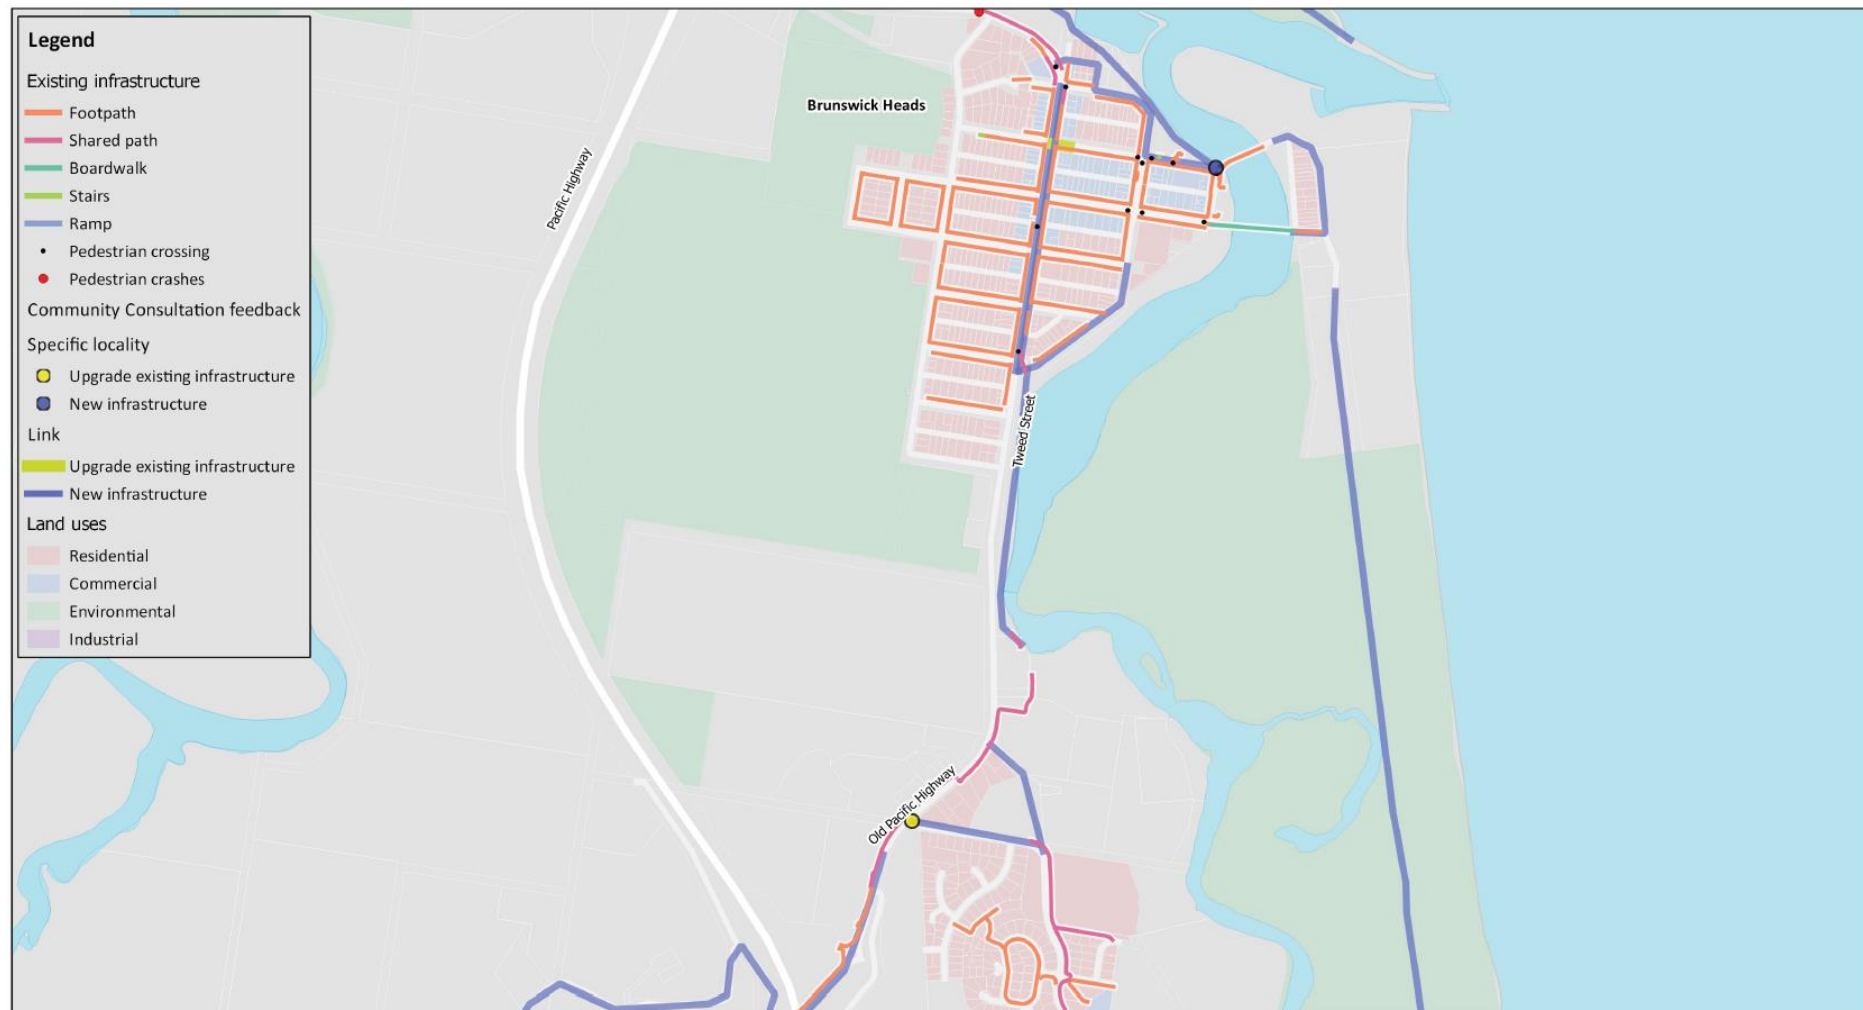 Legend
Existing infrastructure
Footpath
Shared path
Boardwalk
Stairs
Ramp
Pedestrian crossing
Pedestrian crashes
Community Consultation feedback
Specific locality
Upgrade existing infrastructure
New infrastructure
Link
Upgrade existing infrastructure
New infrastructure
Land uses
Residential
Commercial
Environmental
Industrial
Brunswick Heads
Pacific Highway
Tweed Street
Old Pacific Highway